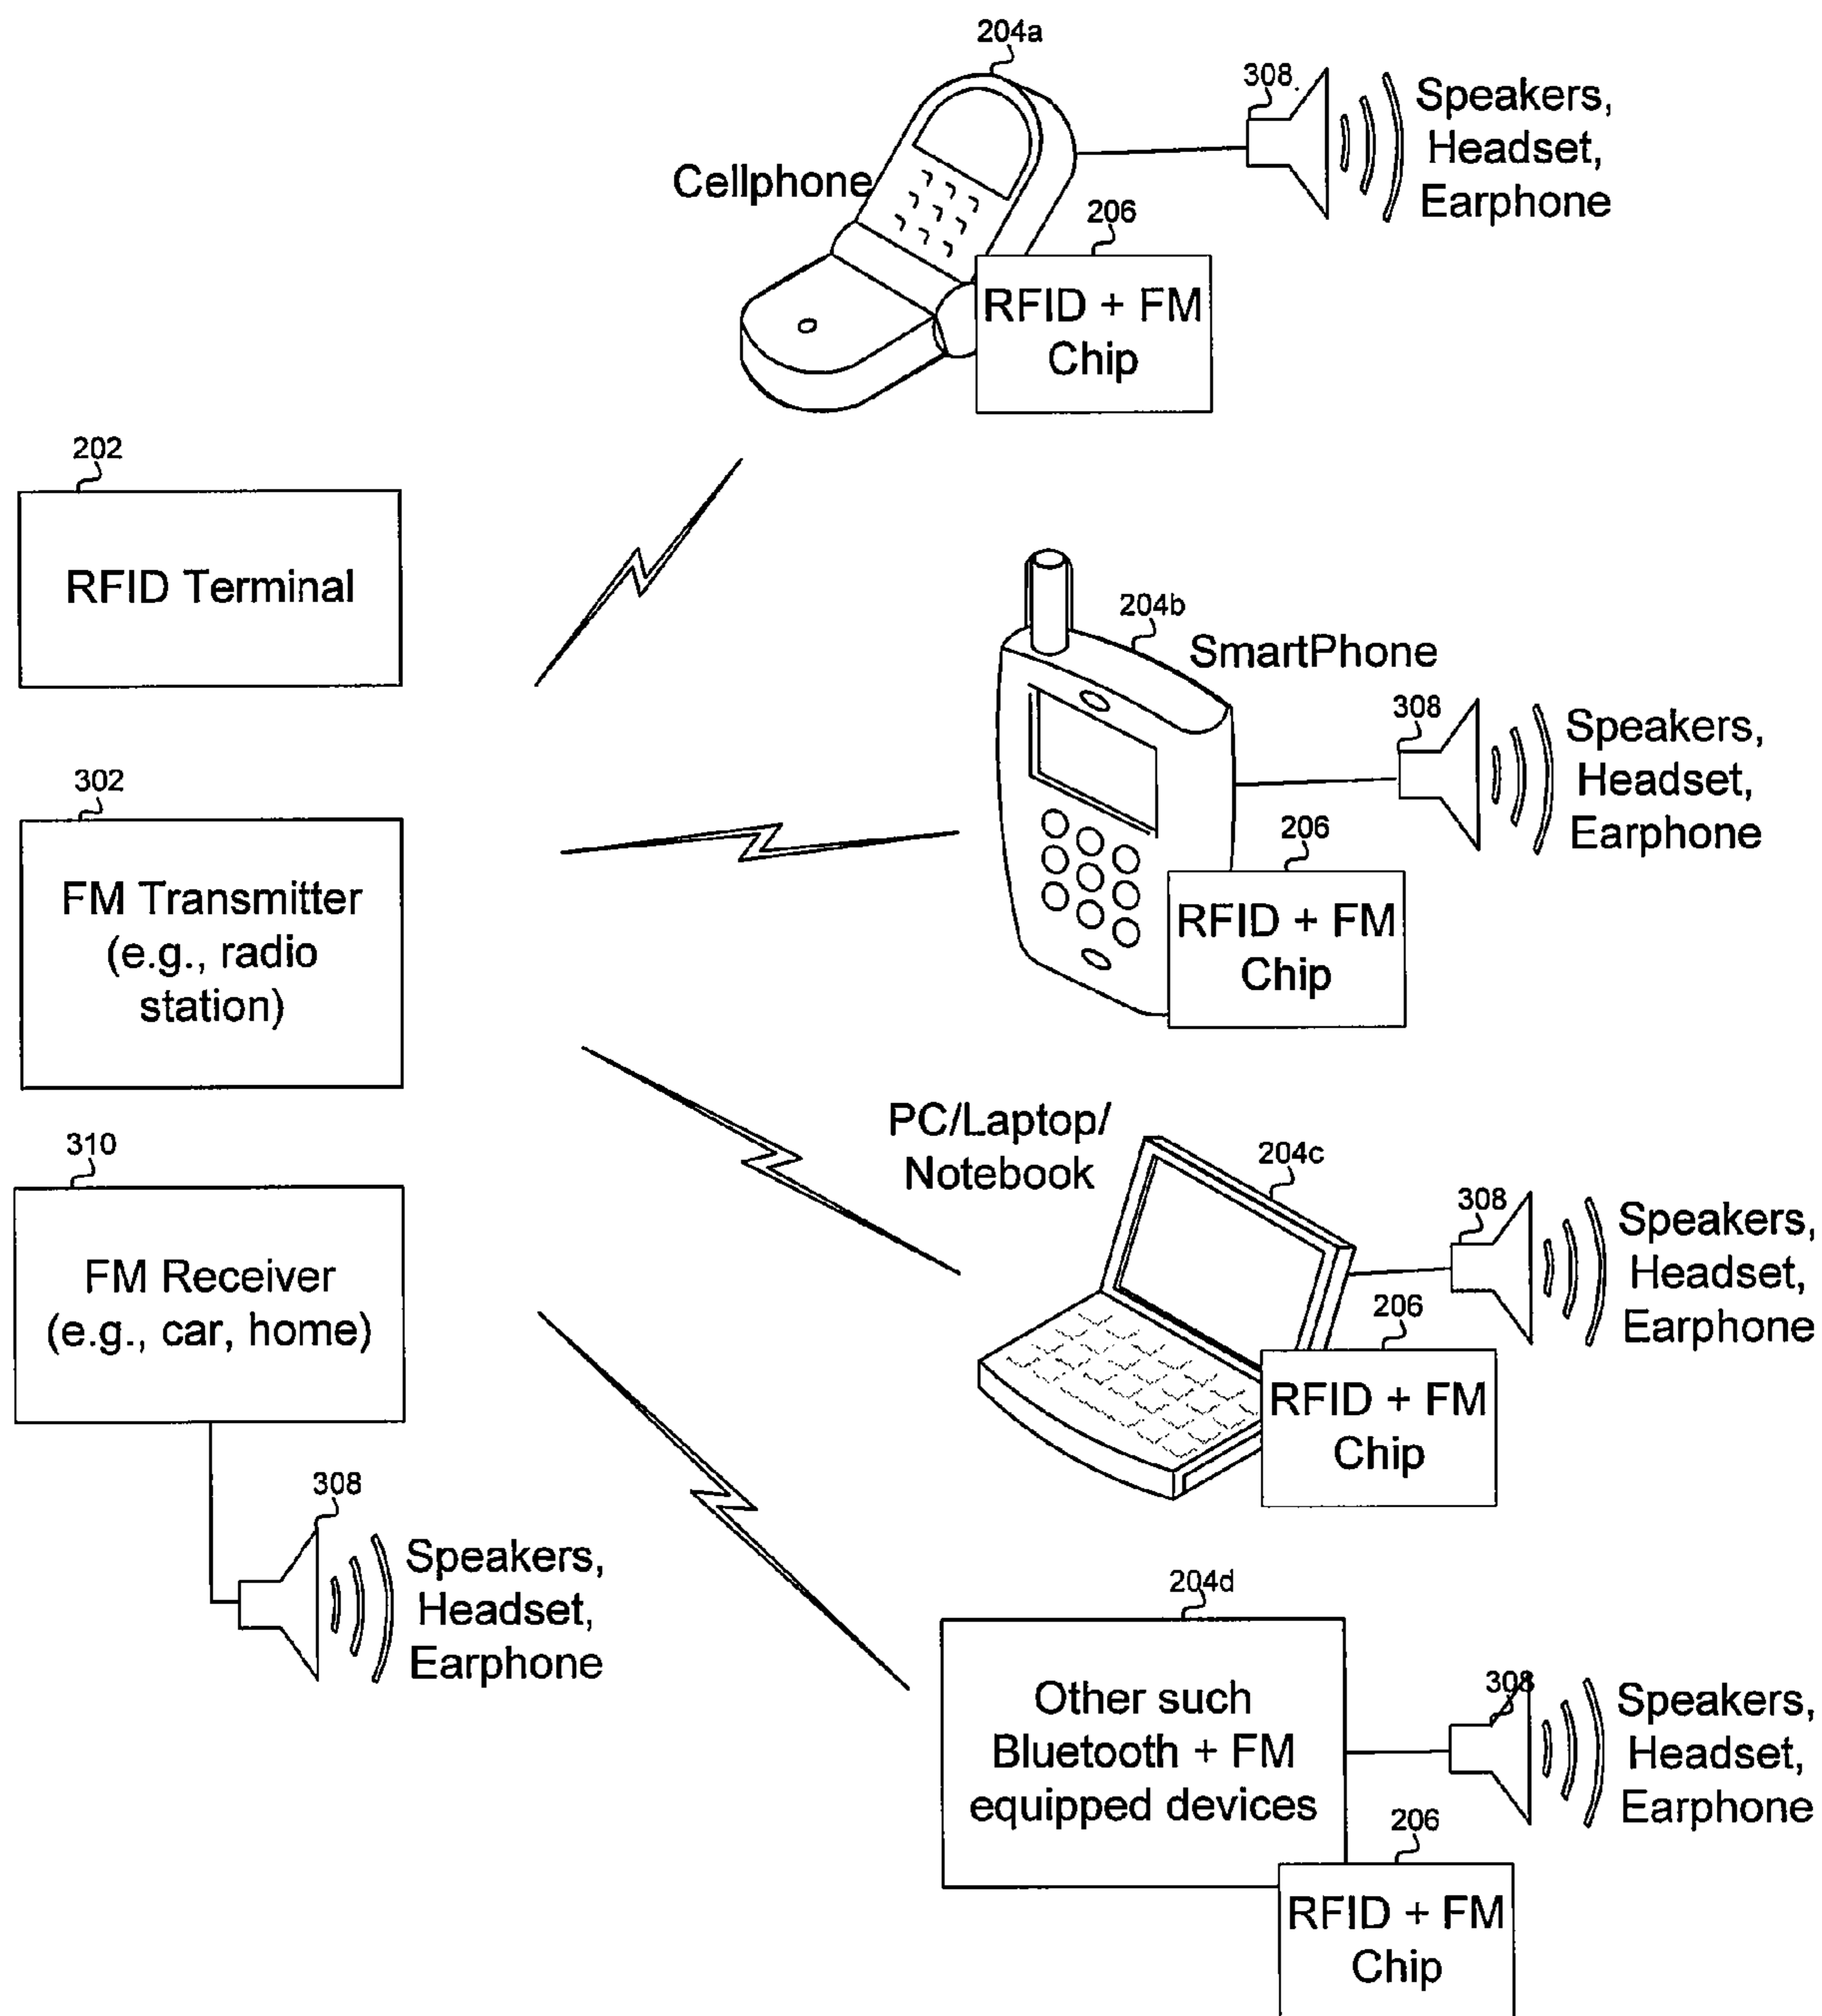 204a
308
Speakers,
Headset,
Earphone
Cellphone
206
RFID + FM
Chip
202
RFID Terminal
204b
SmartPhone
308
Speakers,
Headset,
Earphone
206
RFID + FM
Chip
302
FM Transmitter
(e.g., radio
station)
PC/Laptop/
Notebook
204c
308
Speakers,
Headset,
Earphone
206
RFID + FM
Chip
310
FM Receiver
(e.g., car, home)
308
Speakers,
Headset,
Earphone
204d
Other such
Bluetooth + FM
equipped devices
308
Speakers,
Headset,
Earphone
206
RFID + FM
Chip